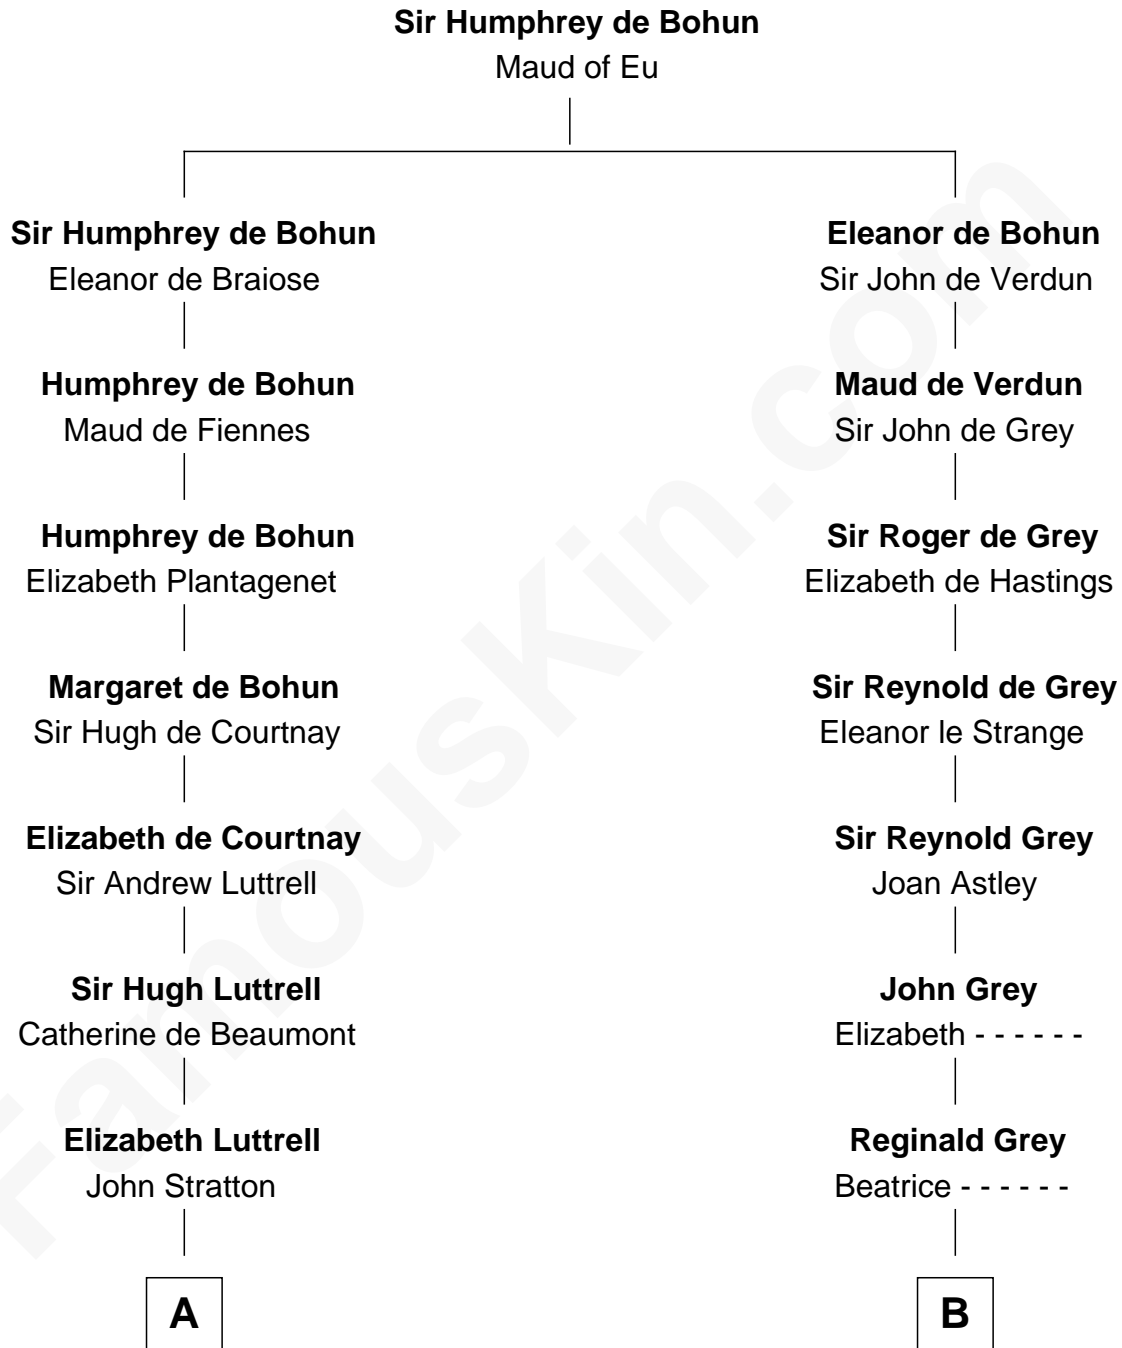 Sir Humphrey de Bohun
Maud of Eu
Sir Humphrey de Bohun
Eleanor de Braiose
Humphrey de Bohun
Maud de Fiennes
Humphrey de Bohun
Elizabeth Plantagenet
Margaret de Bohun
Sir Hugh de Courtnay
Elizabeth de Courtnay
Sir Andrew Luttrell
Sir Hugh Luttrell
Catherine de Beaumont
Elizabeth Luttrell
John Stratton
A
Eleanor de Bohun
Sir John de Verdun
Maud de Verdun
Sir John de Grey
Sir Roger de Grey
Elizabeth de Hastings
Sir Reynold de Grey
Eleanor le Strange
Sir Reynold Grey
Joan Astley
John Grey
Elizabeth - - - - - -
Reginald Grey
Beatrice - - - - - -
B
FamousKin.com